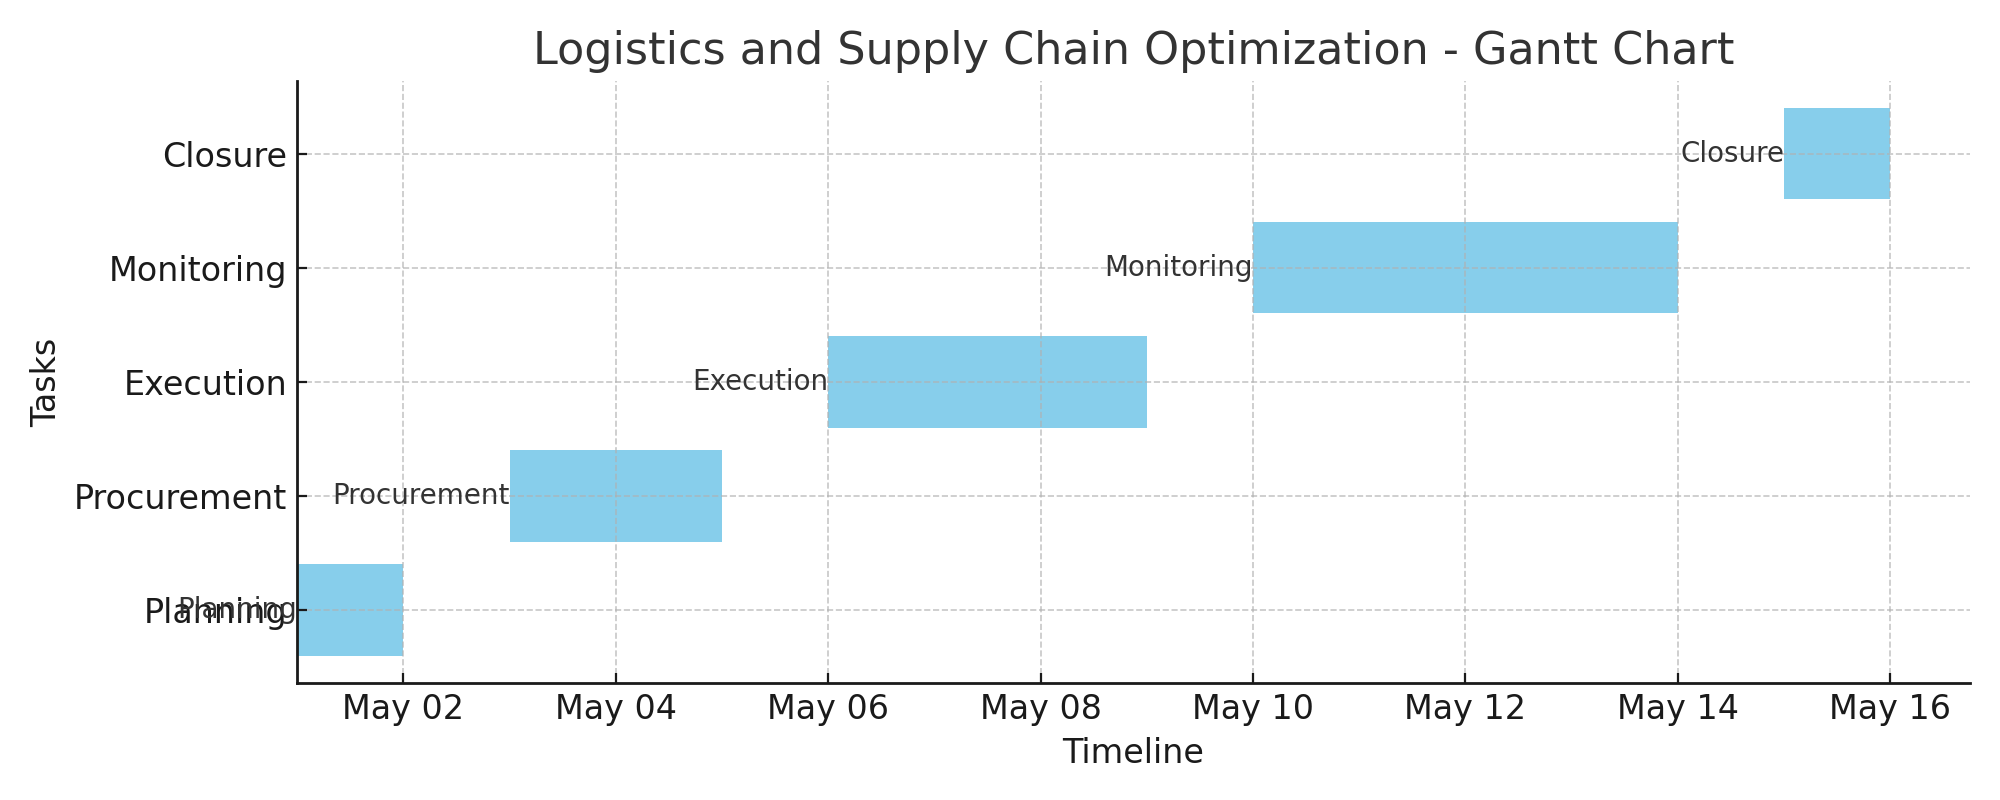 Logistics and Supply Chain Optimization - Gantt Chart
Closure
Closure
Monitoring
Monitoring
Execution
Execution
Procurement
Procurement
Planning
Planning
Tasks
May 02
May 04
May 06
May 08
May 10
May 12
May 14
May 16
Timeline